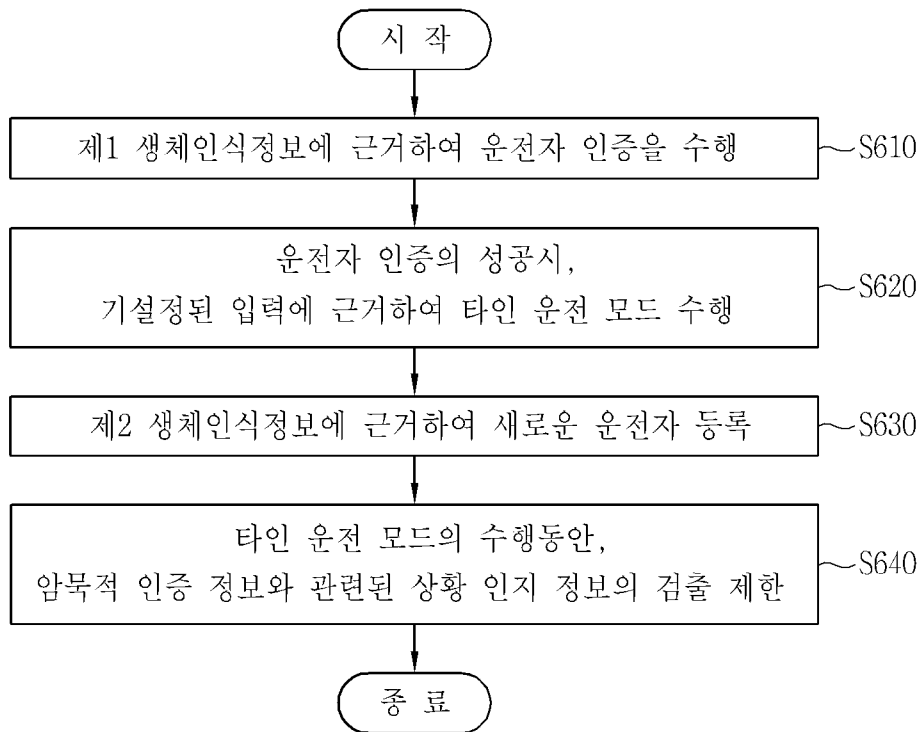 시 작
제1 생체인식정보에 근거하여 운전자 인증을 수행
S610
운전자 인증의 성공시,
기설정된 입력에 근거하여 타인 운전 모드 수행
S620
제2 생체인식정보에 근거하여 새로운 운전자 등록
S630
타인 운전 모드의 수행동안,
암묵적 인증 정보와 관련된 상황 인지 정보의 검출 제한
S640
종 료